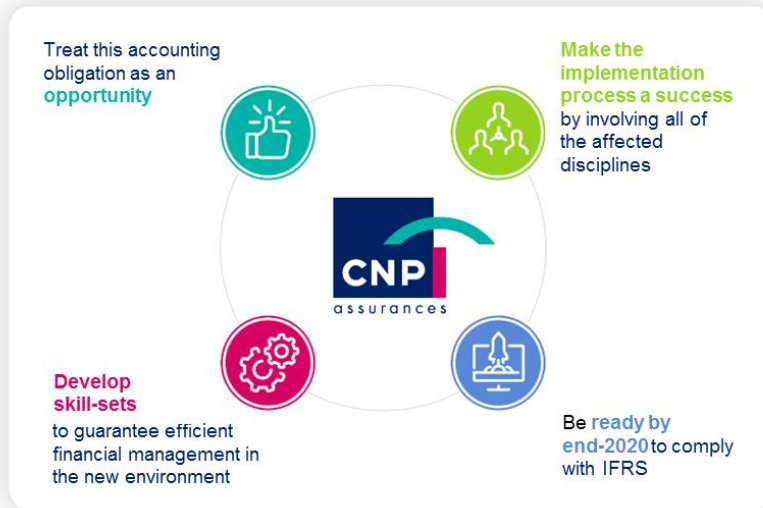 Treat this accounting
obligation as an
opportunity
Make the
implementation
process a success
by involving all of
the affected
disciplines
CNP
assurances
Develop
skill-sets
to guarantee efficient
financial management in
the new environment
Be ready by
end-2020 to comply
with IFRS